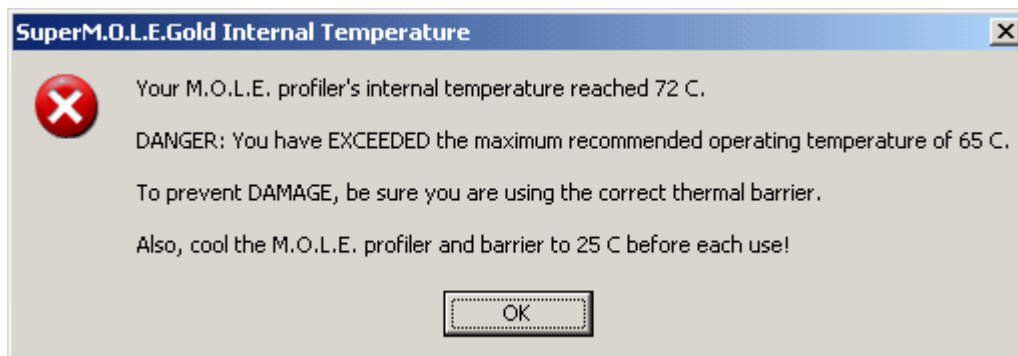 SuperM.O.L.E.Gold Internal Temperature
Your M.O.L.E. profiler's internal temperature reached 72 C.
DANGER: You have EXCEEDED the maximum recommended operating temperature of 65 C.
To prevent DAMAGE, be sure you are using the correct thermal barrier.
Also, cool the M.O.L.E. profiler and barrier to 25 C before each use!
OK